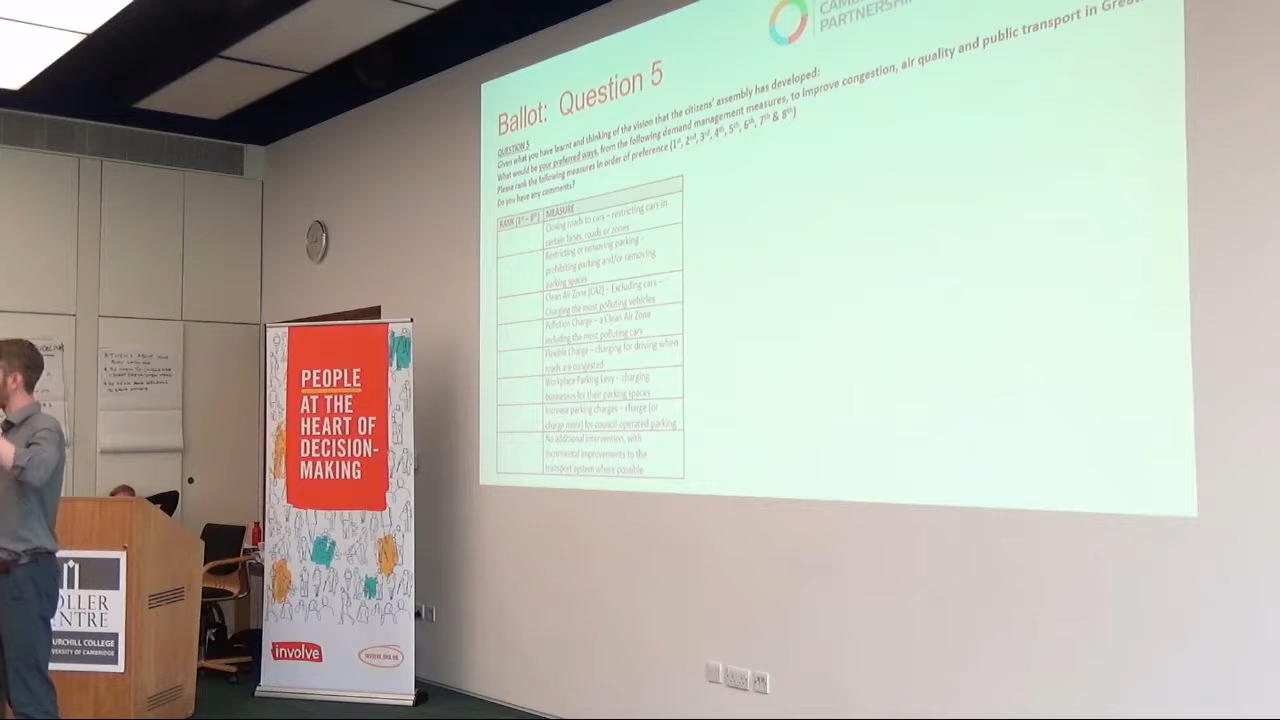 CAMB
PARTNERSHIP
Ballot: Question 5
QUESTION 5
Given what you have learnt and thinking of the vision that the citizens' assembly has developed:
What would be your preferred ways, from the following demand management measures, to improve congestion, air quality and public transport in Grea
Please rank the following measures in order of preference (1st, 2nd, 3rd, 4th, 5th, 6th, 7th & 8th)
Do you have any comments?
RANK (1st – 8th) MEASURE
Closing roads to cars – restricting cars in
certain lanes, roads or zones
Restricting or removing parking -
prohibiting parking and/or removing
parking spaces
Clean Air Zone (CAZ) – Excluding cars –
Charging the most polluting vehicles
Pollution Charge – a Clean Air Zone
including the most polluting cars
Flexible Charge – charging for driving when
roads are congested
Workplace Parking Levy – charging
businesses for their parking spaces
Increase parking charges – charge (or
charge more) for council-operated parking
No additional intervention, with
incremental improvements to the
transport system where possible
PEOPLE
AT THE
HEART OF
DECISION-
MAKING
involve
INVOLVE.ORG.UK
OLLER
NTRE
URCHILL COLLEGE
IVERSITY OF CAMBRIDGE